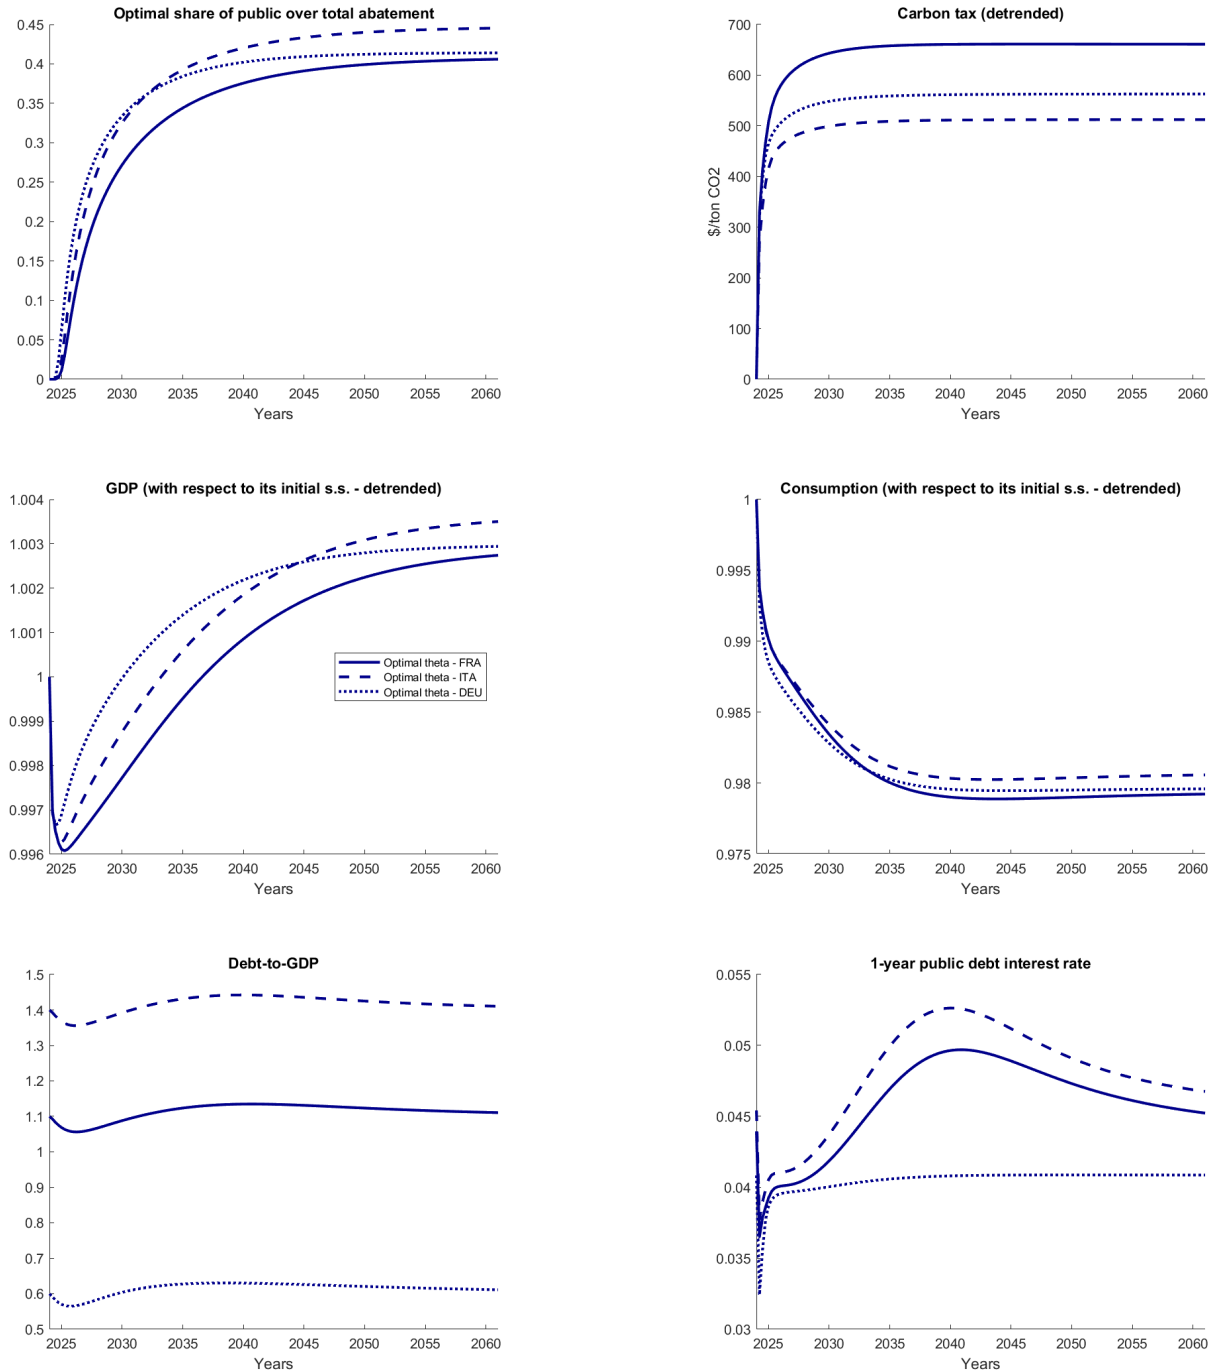 Optimal share of public over total abatement
0.45
0.4
0.35
0.3
0.25
0.2
0.15
0.1
0.05
0
2025 2030 2035 2040 2045 2050 2055 2060
Years
Carbon tax (detrended)
700
600
500
400
300
200
100
0
$/ton CO2
2025 2030 2035 2040 2045 2050 2055 2060
Years
GDP (with respect to its initial s.s. - detrended)
1.004
1.003
1.002
1.001
1
0.999
0.998
0.997
0.996
Optimal theta - FRA
Optimal theta - ITA
Optimal theta - DEU
2025 2030 2035 2040 2045 2050 2055 2060
Years
Consumption (with respect to its initial s.s. - detrended)
1
0.995
0.99
0.985
0.98
0.975
2025 2030 2035 2040 2045 2050 2055 2060
Years
Debt-to-GDP
1.5
1.4
1.3
1.2
1.1
1
0.9
0.8
0.7
0.6
0.5
2025 2030 2035 2040 2045 2050 2055 2060
Years
1-year public debt interest rate
0.055
0.05
0.045
0.04
0.035
0.03
2025 2030 2035 2040 2045 2050 2055 2060
Years